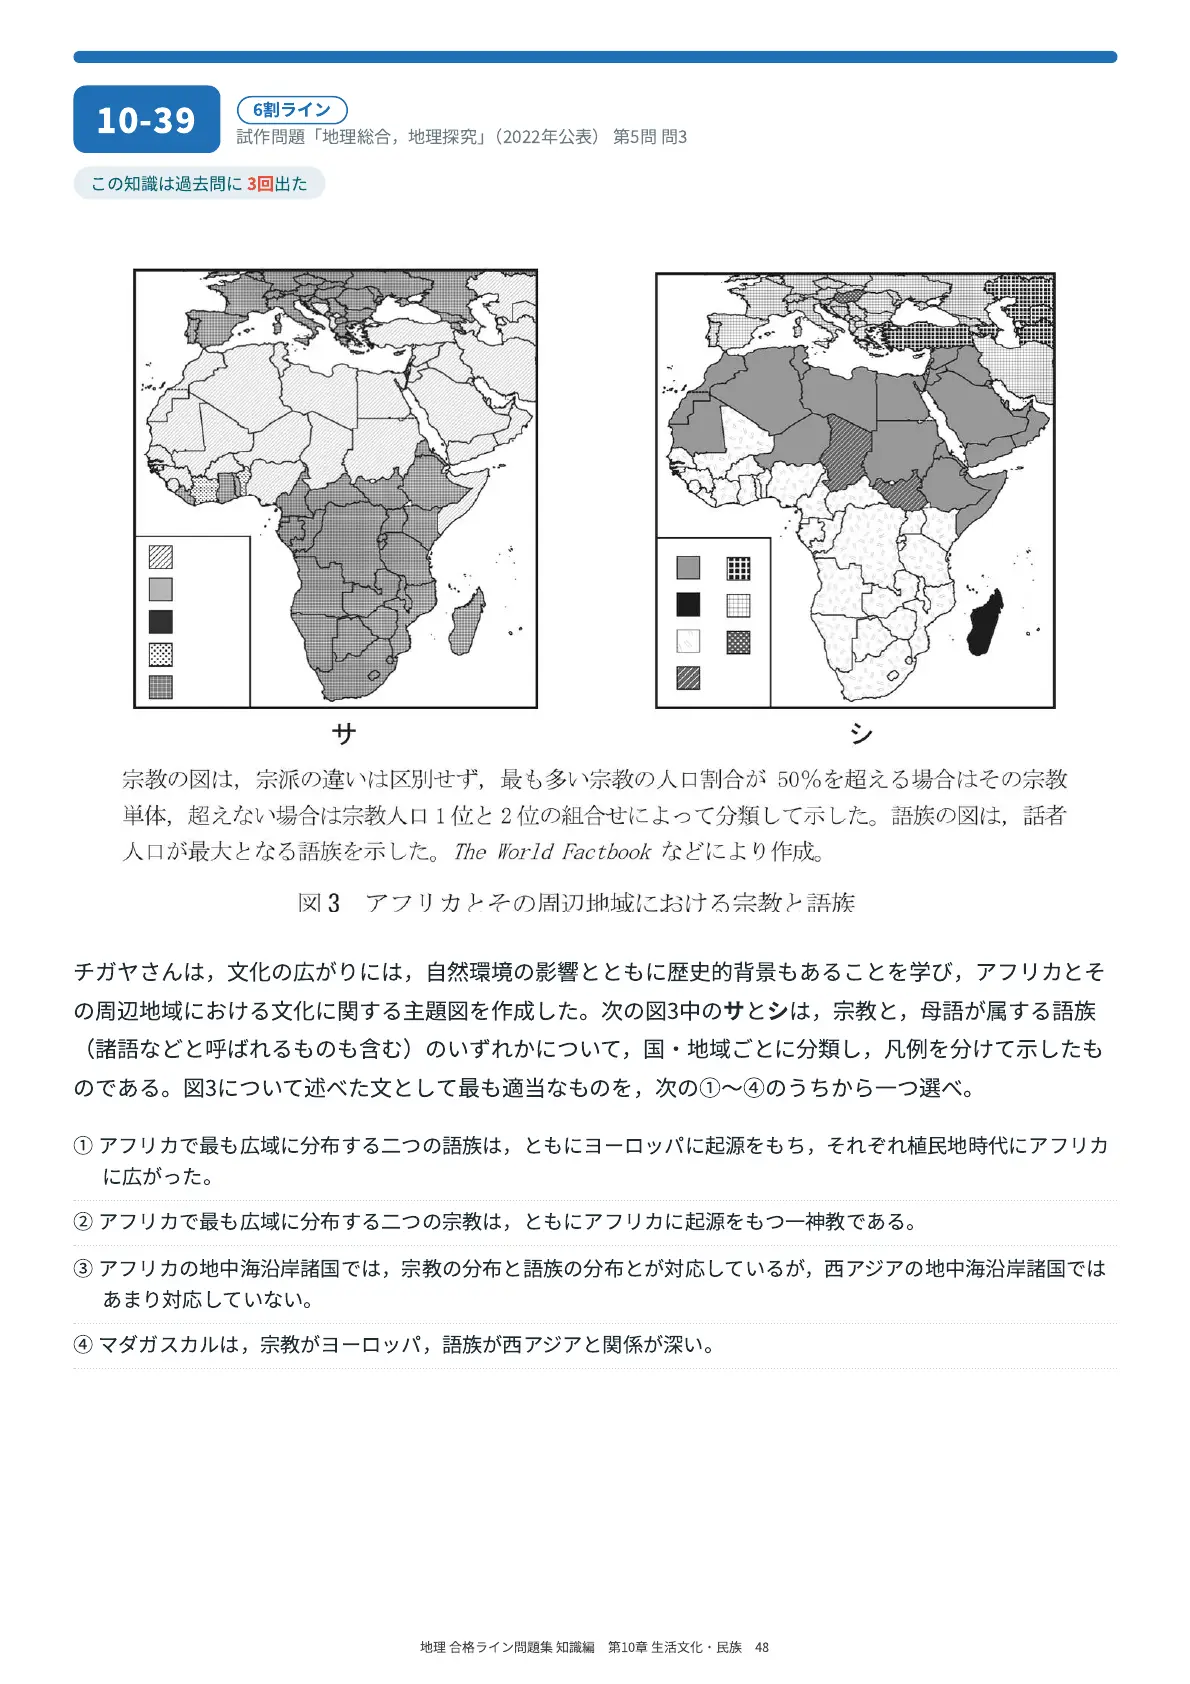 10-39
6割ライン
試作問題「地理総合，地理探究」（2022年公表） 第5問 問3
この知識は過去問に 3回出た
サ
シ
宗教の図は，宗派の違いは区別せず，最も多い宗教の人口割合が 50％を超える場合はその宗教
単体，超えない場合は宗教人口１位と２位の組合せによって分類して示した。語族の図は，話者
人口が最大となる語族を示した。The World Factbook などにより作成。
図３　アフリカとその周辺地域における宗教と語族
チガヤさんは，文化の広がりには，自然環境の影響とともに歴史的背景もあることを学び，アフリカとそ
の周辺地域における文化に関する主題図を作成した。次の図3中のサとシは，宗教と，母語が属する語族
（諸語などと呼ばれるものも含む）のいずれかについて，国・地域ごとに分類し，凡例を分けて示したも
のである。図3について述べた文として最も適当なものを，次の①～④のうちから一つ選べ。
① アフリカで最も広域に分布する二つの語族は，ともにヨーロッパに起源をもち，それぞれ植民地時代にアフリカ
に広がった。
② アフリカで最も広域に分布する二つの宗教は，ともにアフリカに起源をもつ一神教である。
③ アフリカの地中海沿岸諸国では，宗教の分布と語族の分布とが対応しているが，西アジアの地中海沿岸諸国では
あまり対応していない。
④ マダガスカルは，宗教がヨーロッパ，語族が西アジアと関係が深い。
地理 合格ライン問題集 知識編　第10章 生活文化・民族　48